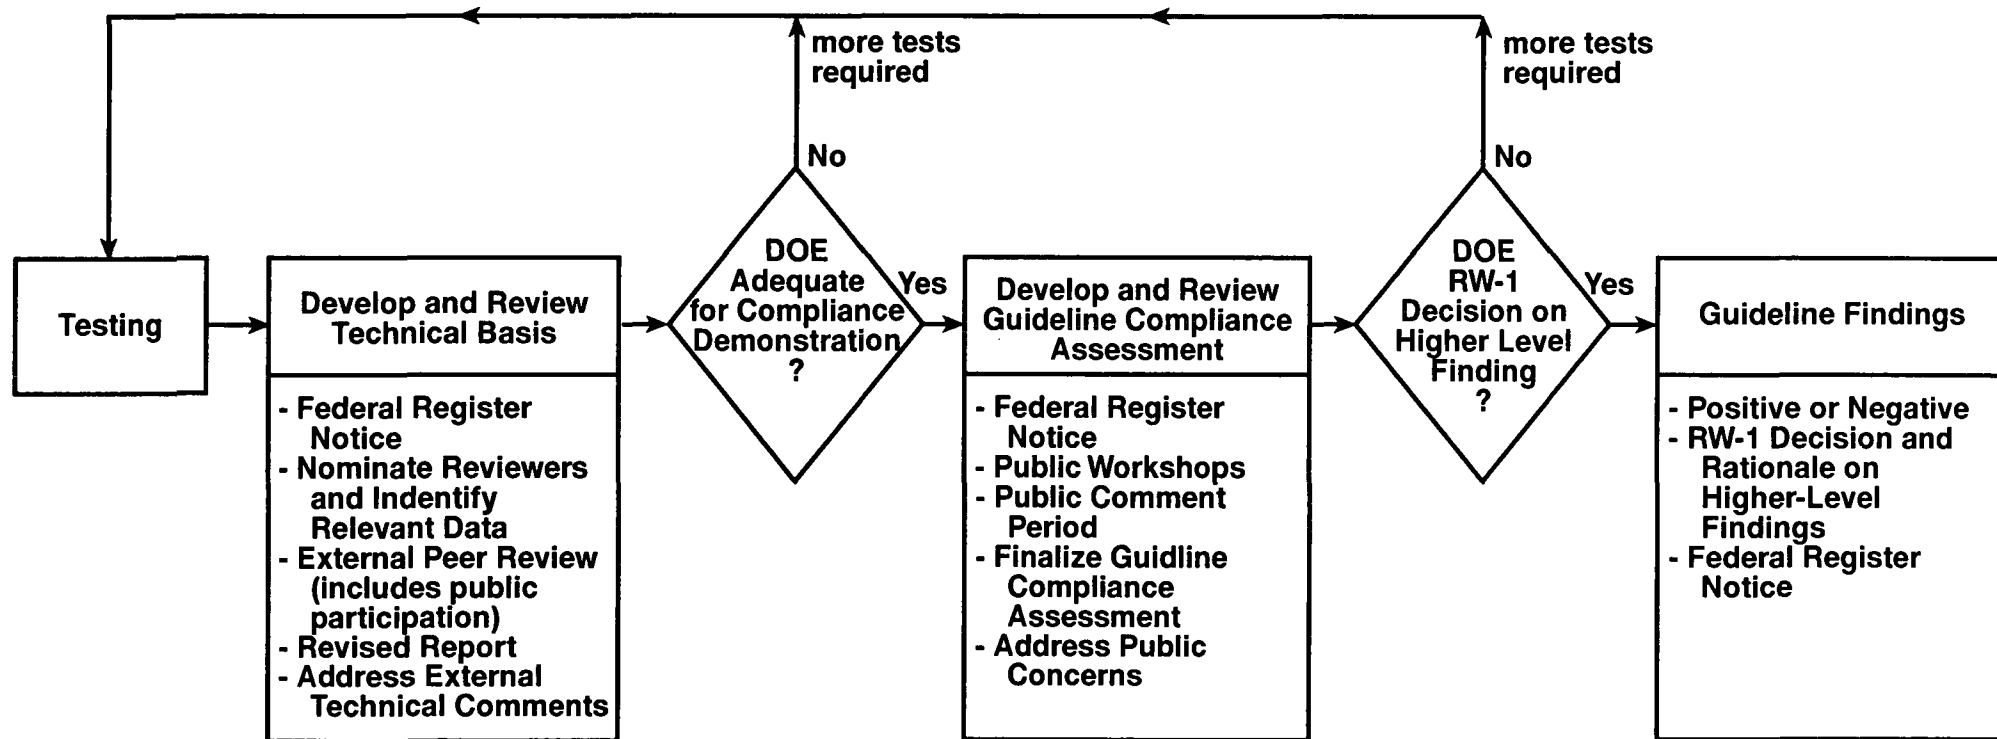 more tests
required
more tests
required
No
No
Testing
Develop and Review
Technical Basis
- Federal Register
Notice
- Nominate Reviewers
and Indentify
Relevant Data
- External Peer Review
(includes public
participation)
- Revised Report
- Address External
Technical Comments
DOE
Adequate
for Compliance
Demonstration
?
Yes
Develop and Review
Guideline Compliance
Assessment
- Federal Register
Notice
- Public Workshops
- Public Comment
Period
- Finalize Guidline
Compliance
Assessment
- Address Public
Concerns
DOE
RW-1
Decision on
Higher Level
Finding
?
Yes
Guideline Findings
- Positive or Negative
- RW-1 Decision and
Rationale on
Higher-Level
Findings
- Federal Register
Notice